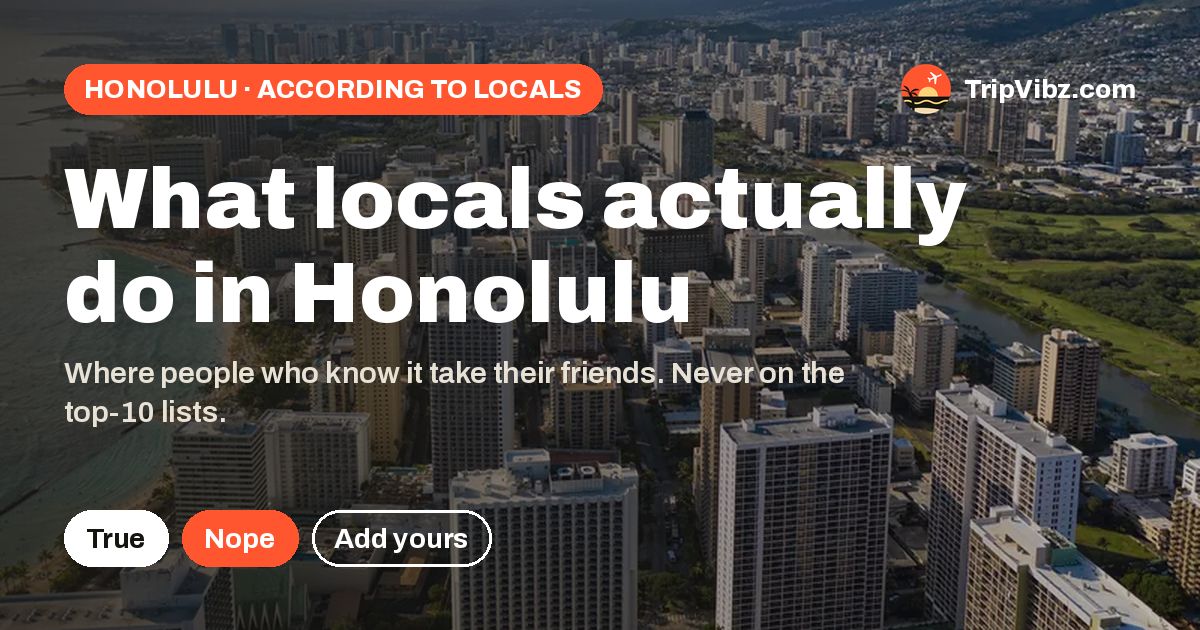 HONOLULU · ACCORDING TO LOCALS
TripVibz.com
What locals actually
do in Honolulu
Where people who know it take their friends. Never on the
top-10 lists.
True
Nope
Add yours